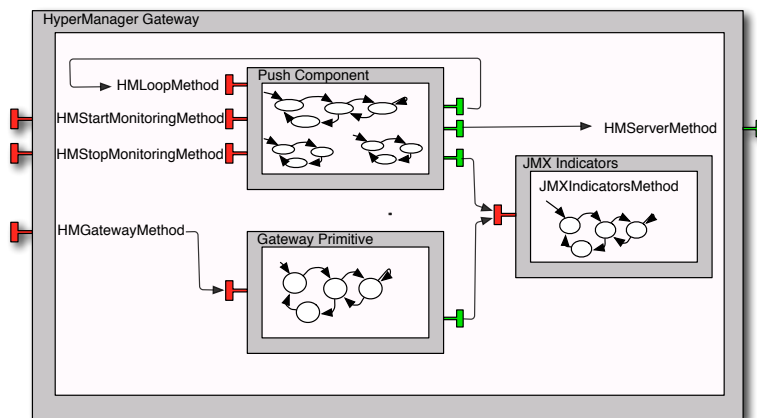 HyperManager Gateway
Push Component
HMLoopMethod
HMStartMonitoringMethod
HMServerMethod
HMStopMonitoringMethod
JMX Indicators
JMXIndicatorsMethod
HMGatewayMethod
Gateway Primitive